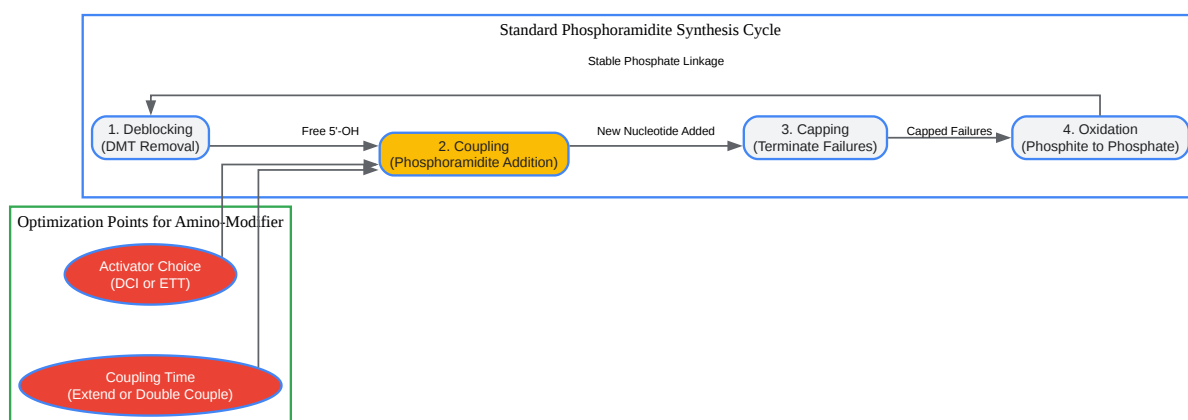 Standard Phosphoramidite Synthesis Cycle
Stable Phosphate Linkage
1. Deblocking
(DMT Removal)
Free 5'-OH
2. Coupling
(Phosphoramidite Addition)
New Nucleotide Added
3. Capping
(Terminate Failures)
Capped Failures
4. Oxidation
(Phosphite to Phosphate)
Optimization Points for Amino-Modifier
Activator Choice
(DCI or ETT)
Coupling Time
(Extend or Double Couple)